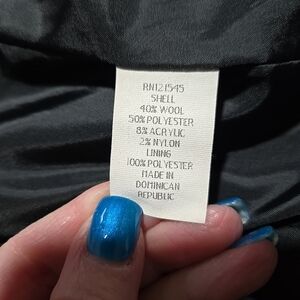 RN121545
SHELL
40% WOOL
50% POLYESTER
8% ACRYLIC
2% NYLON
LINING
100% POLYESTER
MADE IN
DOMINICAN
REPUBLIC